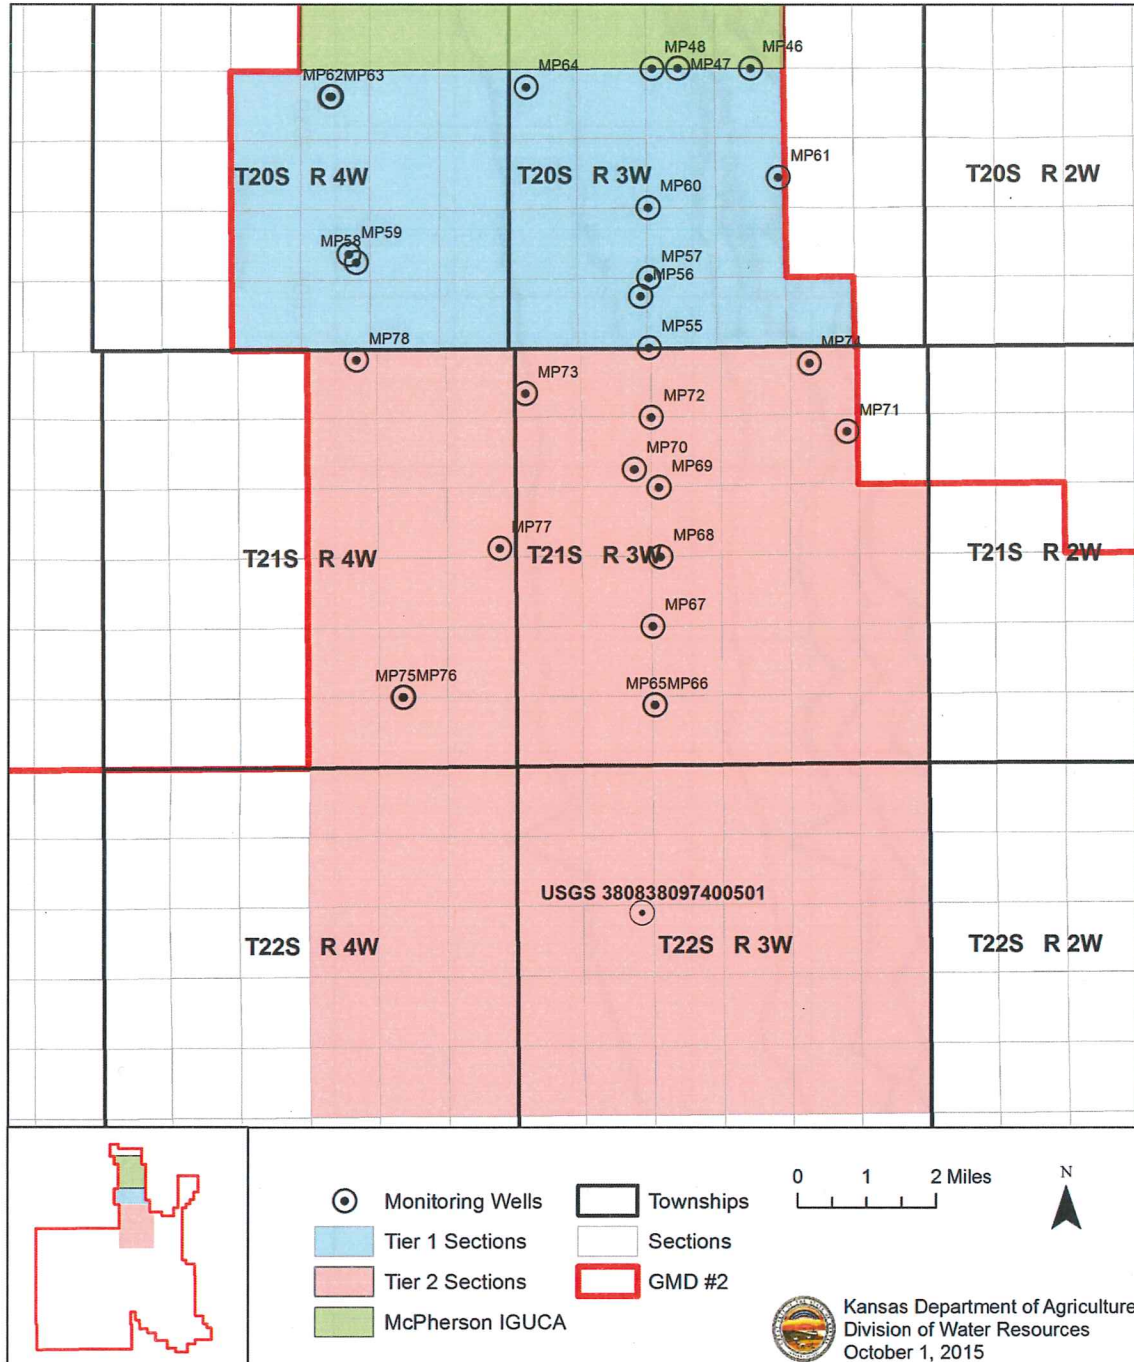 MP48
MP46
MP62MP63
MP64
MP47
MP61
T20S R 4W
T20S R 3W
T20S R 2W
MP60
MP59
MP58
MP57
MP56
MP55
MP78
MP74
MP73
MP72
MP71
MP70
MP69
MP77
MP68
T21S R 4W
T21S R 3W
T21S R 2W
MP67
MP75MP76
MP65MP66
USGS 380838097400501
T22S R 4W
T22S R 3W
T22S R 2W
0 1 2 Miles
N
Monitoring Wells
Townships
Tier 1 Sections
Sections
Tier 2 Sections
GMD #2
McPherson IGUCA
Kansas Department of Agriculture
Division of Water Resources
October 1, 2015